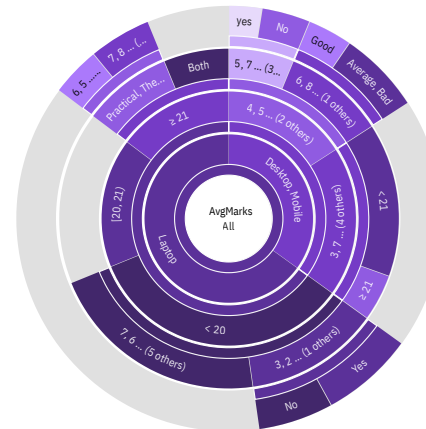 AvgMarks
All
Desktop, Mobile
Laptop
4, 5 ... (2 others)
3, 7 ... (4 others)
< 20
[20, 21)
≥ 21
5, 7 ... (3...
6, 8 ... (1 others)
< 21
≥ 21
3, 2 ... (1 others)
7, 6 ... (5 others)
Practical, The...
Both
yes
No
Good
Average, Bad
Yes
No
6, 5 ......
7, 8 ... (...